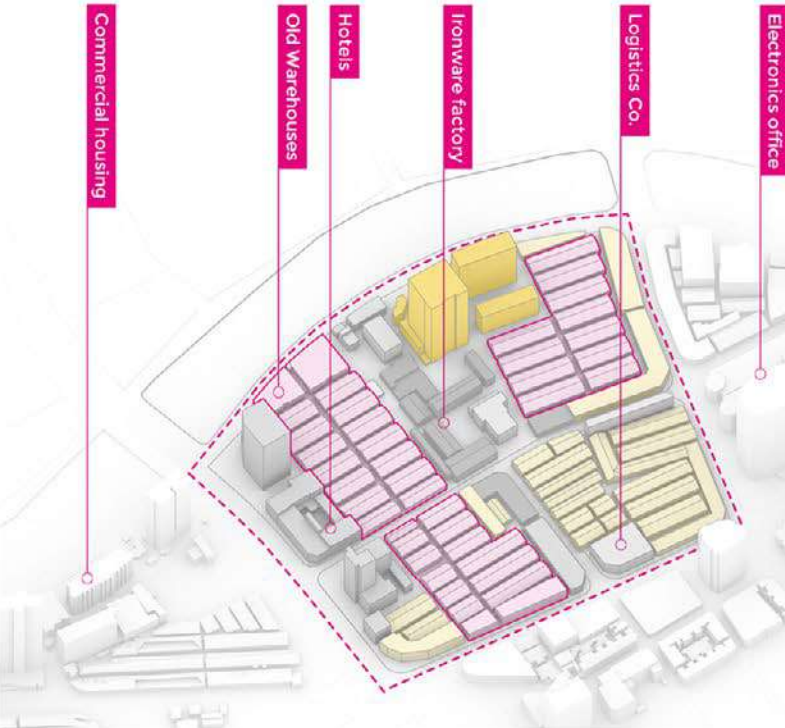 Commercial housing
Old Warehouses
Hotels
Ironware factory
Logistics Co.
Electronics office